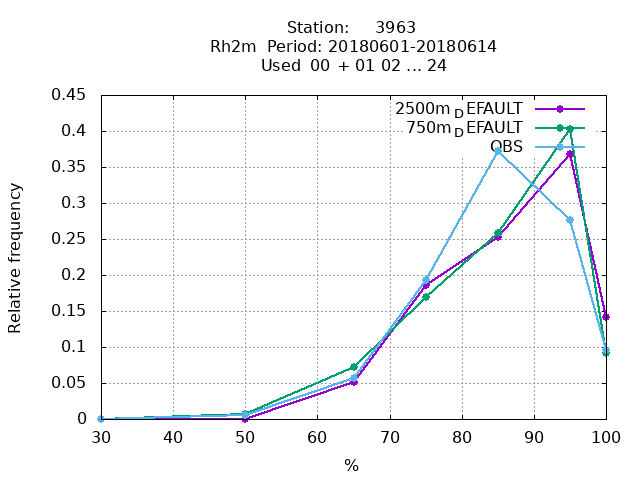 Station: 3963
Rh2m Period: 20180601-20180614
Used 00 + 01 02 ... 24
0.45
0.4
0.35
0.3
0.25
0.2
0.15
0.1
0.05
0
Relative frequency
2500m_DEFAULT
750m_DEFAULT
OBS
30 40 50 60 70 80 90 100
%